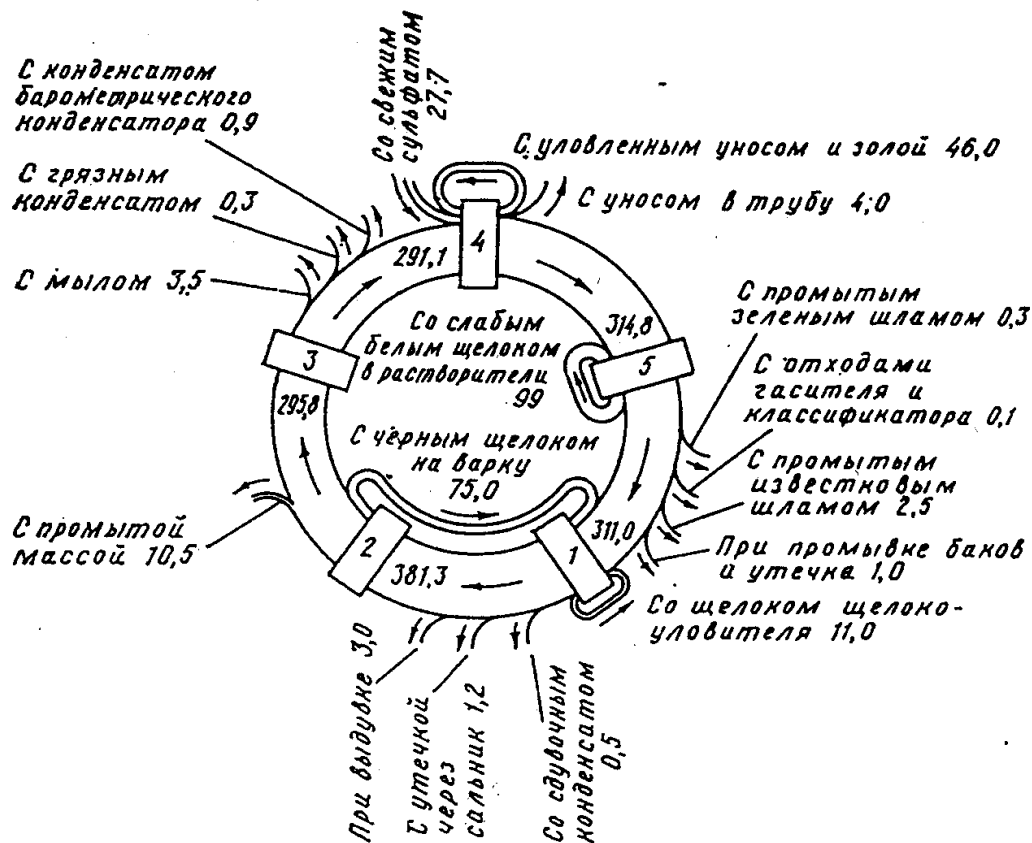 С конденсатом
барометрического
конденсатора 0,9
С грязным
конденсатом 0,3
С мылом 3,5
Со свежим
сульфатом
27,7
С уловленным уносом и золой 46,0
С уносом в трубу 4,0
4
291,1
314,8
Со слабым
белым щелоком
в растворители
99
3
5
295,8
С чёрным щелоком
на варку
75,0
С промытым
зеленым шламом 0,3
С отходами
гасителя и
классификатора 0,1
С промытым
известковым
шламом 2,5
При промывке баков
и утечка 1,0
Со щелоком щелоко-
уловителя 11,0
С промытой
массой 10,5
2
1
311,0
381,3
При выдувке 3,0
С утечкой
через
сальник 1,2
Со сдувочным
конденсатом
0,5